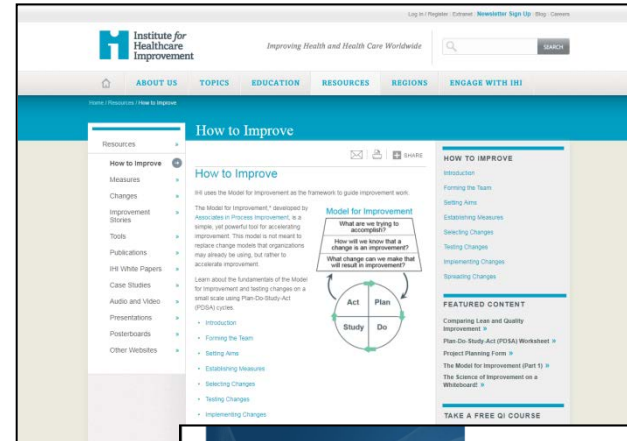 Log In / Register Extranet Newsletter Sign Up Blog Careers
Institute for
Healthcare
Improvement
Improving Health and Health Care Worldwide
SEARCH
ABOUT US TOPICS EDUCATION RESOURCES REGIONS ENGAGE WITH IHI
Home / Resources / How to Improve
How to Improve
Resources
How to Improve
Measures
Changes
Improvement
Stories
Tools
Publications
IHI White Papers
Case Studies
Audio and Video
Presentations
Posterboards
Other Websites
SHARE
How to Improve
IHI uses the Model for Improvement as the framework to guide improvement work.
The Model for Improvement,* developed by
Associates in Process Improvement, is a
simple, yet powerful tool for accelerating
improvement. This model is not meant to
replace change models that organizations
may already be using, but rather to
accelerate improvement.
Learn about the fundamentals of the Model
for Improvement and testing changes on a
small scale using Plan-Do-Study-Act
(PDSA) cycles.
Introduction
Forming the Team
Setting Aims
Establishing Measures
Selecting Changes
Testing Changes
Implementing Changes
Model for Improvement
What are we trying to
accomplish?
How will we know that a
change is an improvement?
What change can we make that
will result in improvement?
Act Plan
Study Do
HOW TO IMPROVE
Introduction
Forming the Team
Setting Aims
Establishing Measures
Selecting Changes
Testing Changes
Implementing Changes
Spreading Changes
FEATURED CONTENT
Comparing Lean and Quality
Improvement »
Plan-Do-Study-Act (PDSA) Worksheet »
Project Planning Form »
The Model for Improvement (Part 1) »
The Science of Improvement on a
Whiteboard! »
TAKE A FREE QI COURSE